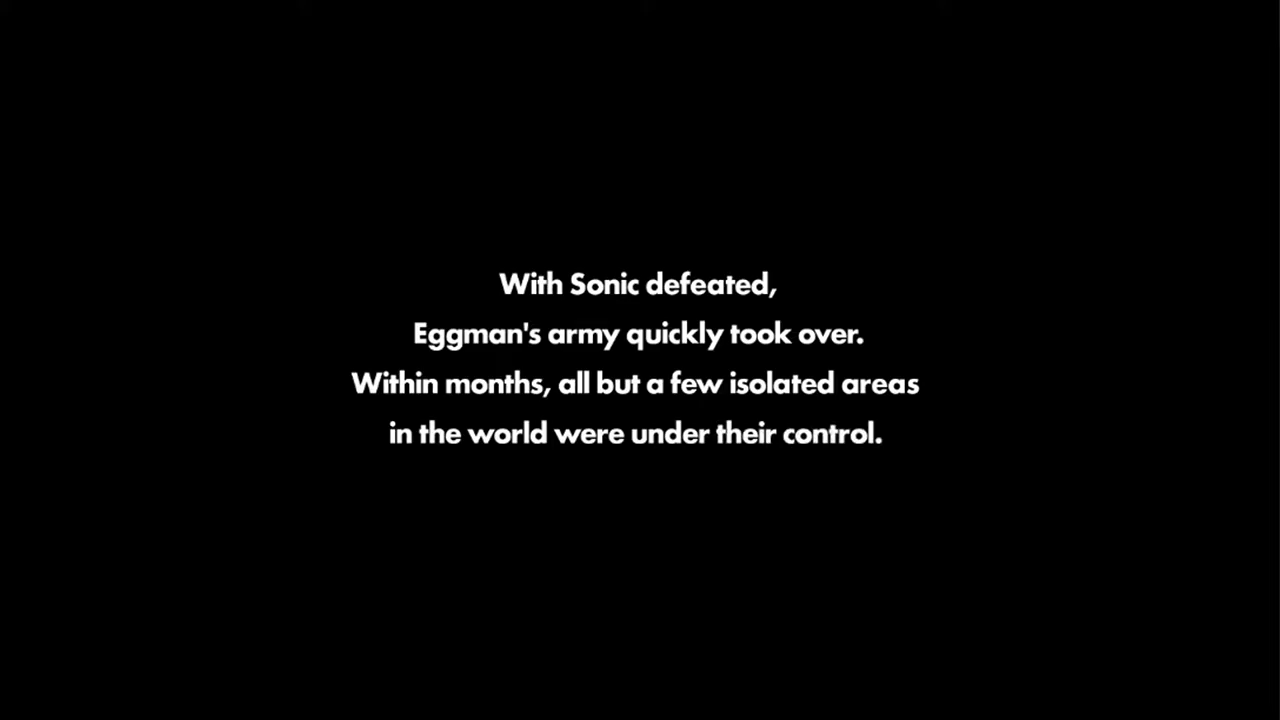 With Sonic defeated,
Eggman's army quickly took over.
Within months, all but a few isolated areas
in the world were under their control.